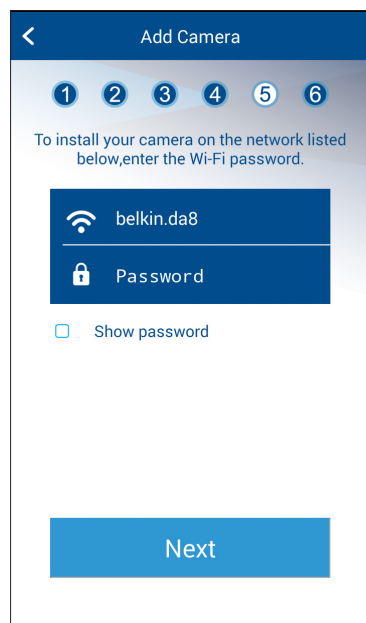 Add Camera
1 2 3 4 5 6
To install your camera on the network listed
below,enter the Wi-Fi password.
belkin.da8
Password
Show password
Next